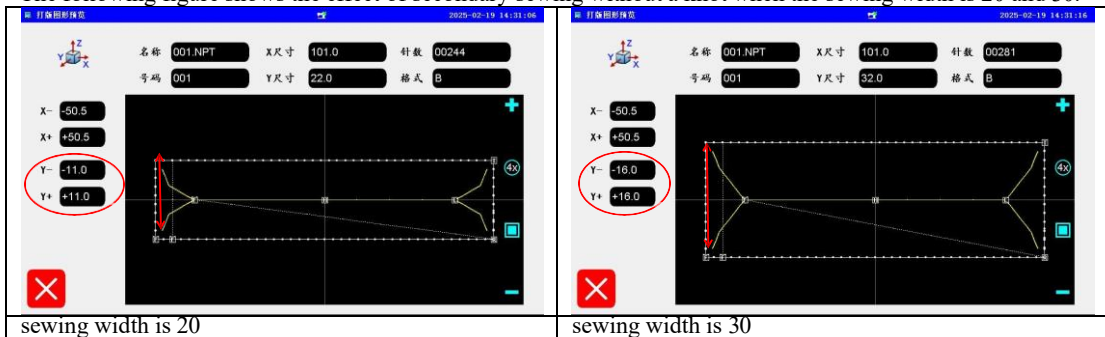 The following figure shows the effect of secondary sewing without a knife when the sewing width is 20 and 30.
打版图形预览 2025-02-19 14:31:06
Z
Y X
名称 001.NPT X尺寸 101.0 针数 00244
号码 001 Y尺寸 22.0 格式 B
X- -50.5
X+ +50.5
Y- -11.0
Y+ +11.0
4x
sewing width is 20
打版图形预览 2025-02-19 14:31:16
Z
Y X
名称 001.NPT X尺寸 101.0 针数 00281
号码 001 Y尺寸 32.0 格式 B
X- -50.5
X+ +50.5
Y- -16.0
Y+ +16.0
4x
sewing width is 30